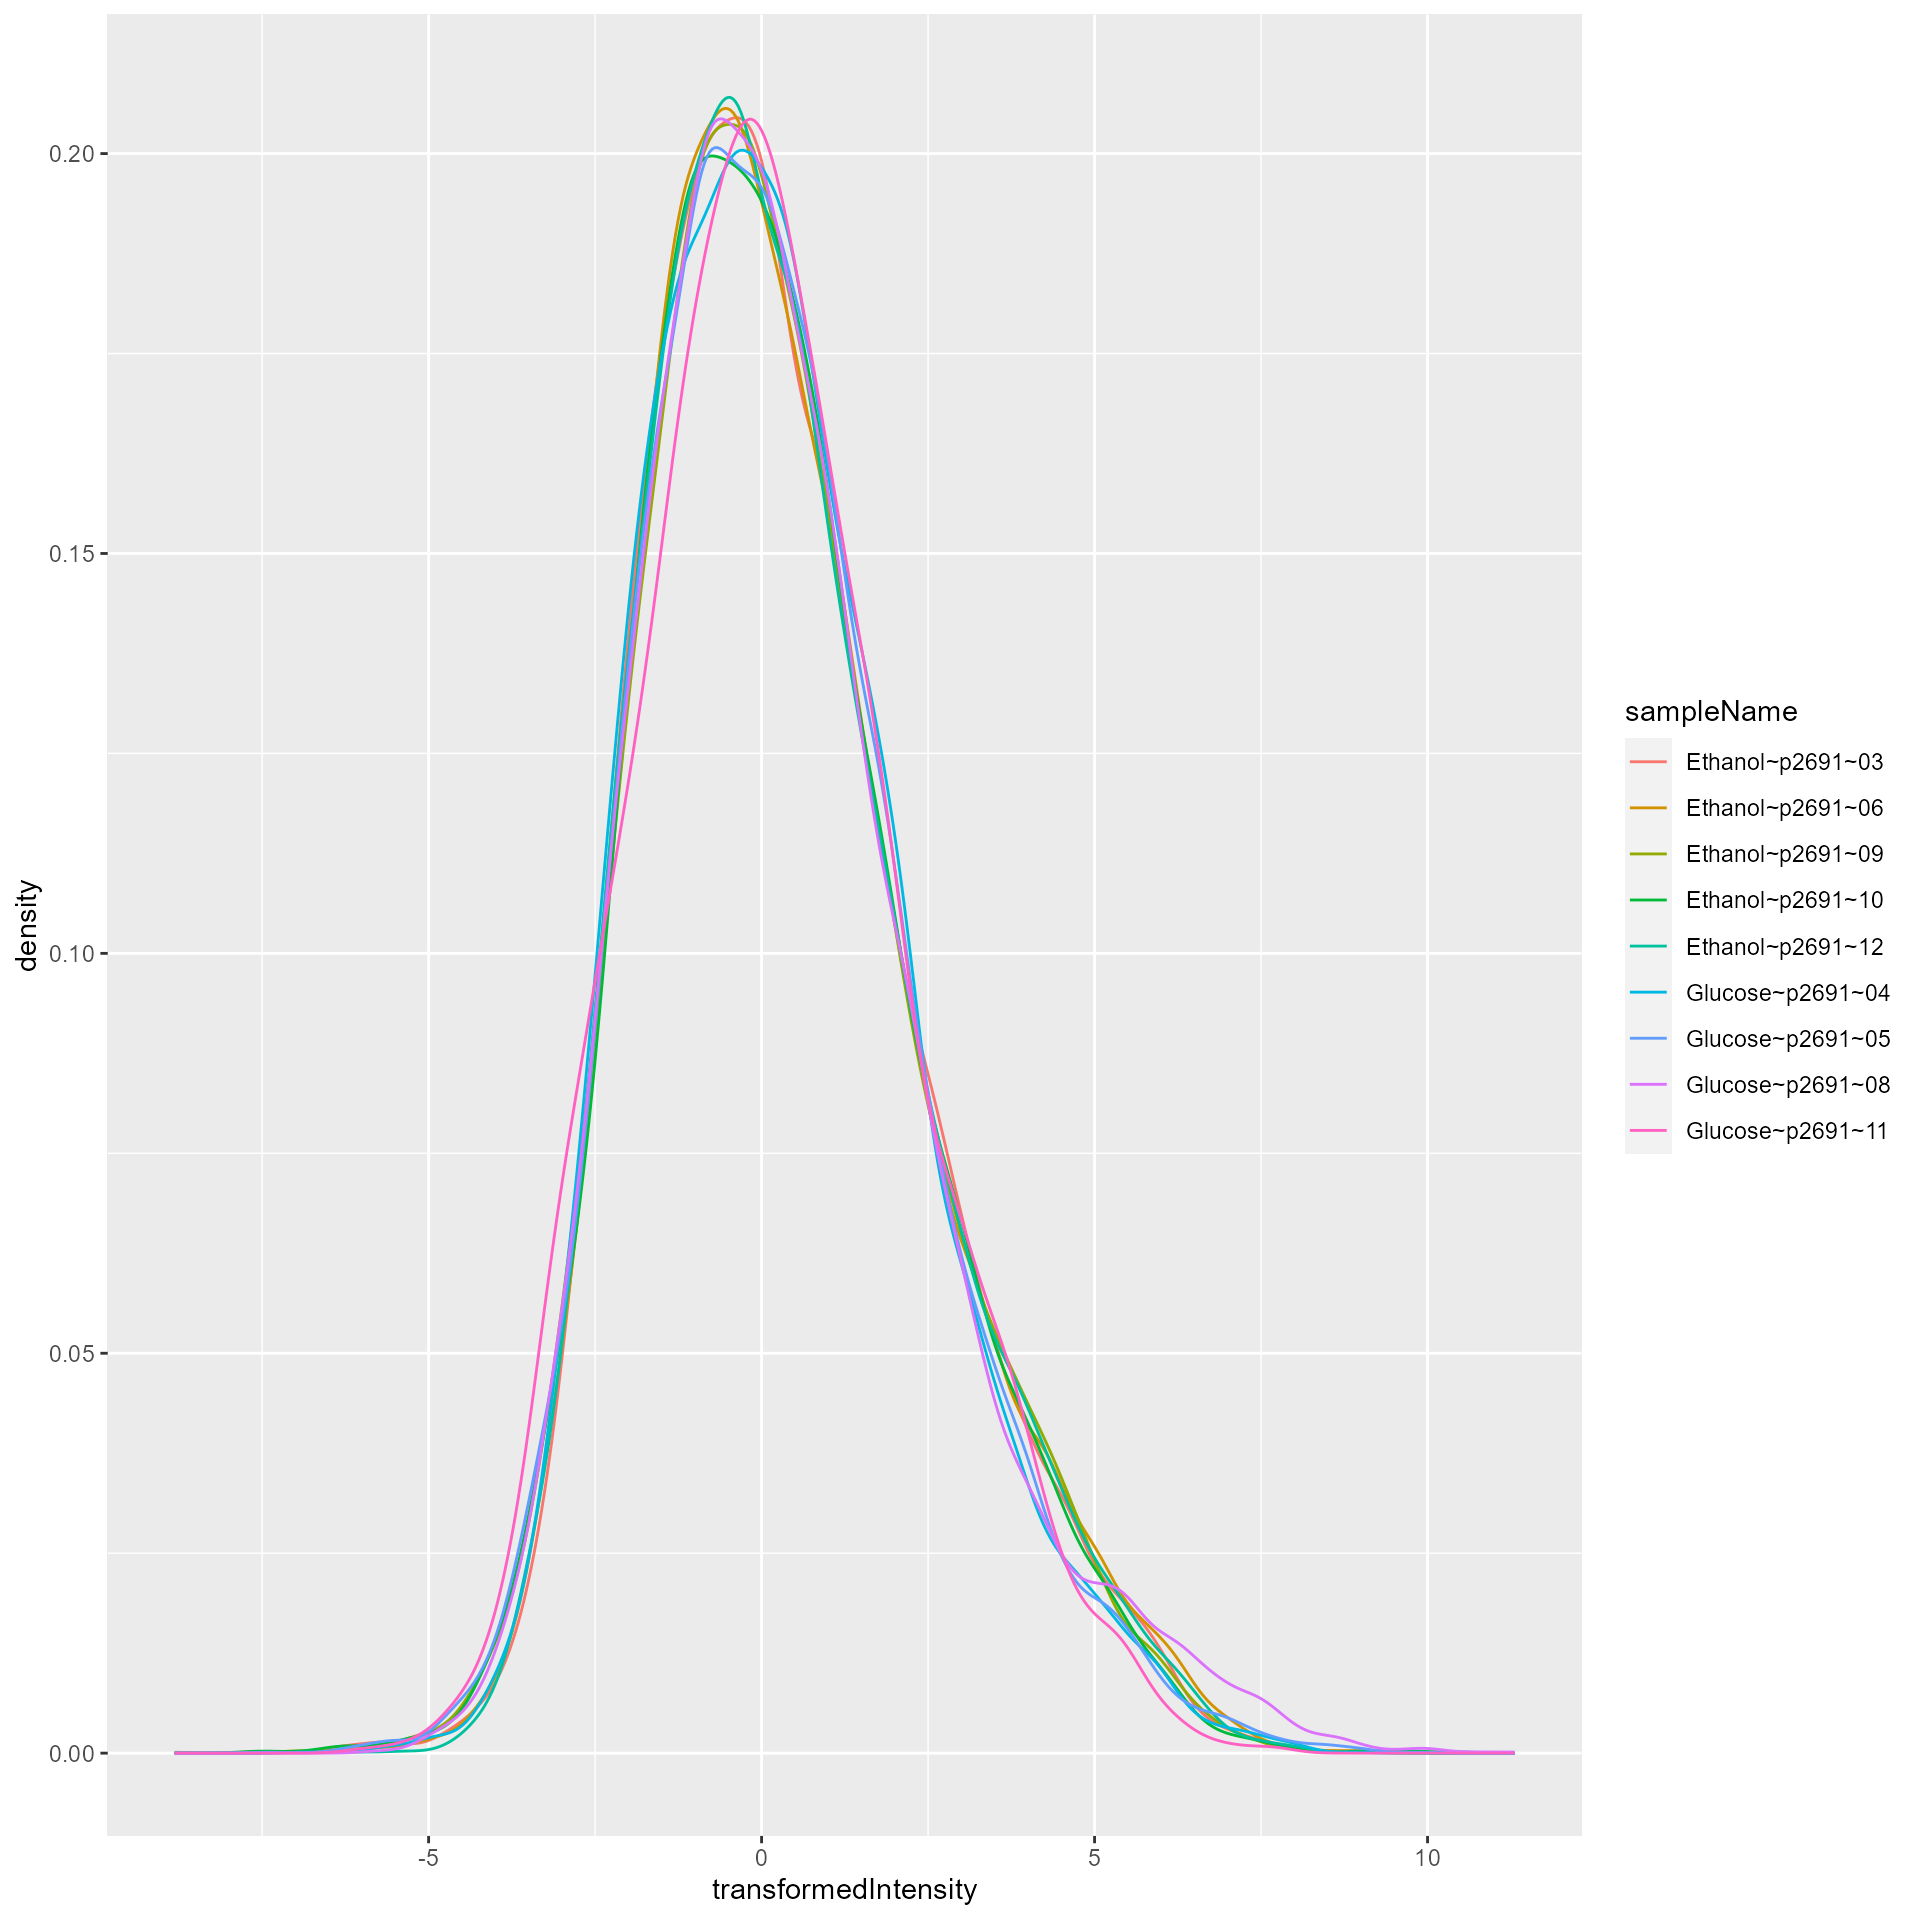 density
0.20
0.15
0.10
0.05
0.00
-5
0
5
10
transformedIntensity
sampleName
Ethanol~p2691~03
Ethanol~p2691~06
Ethanol~p2691~09
Ethanol~p2691~10
Ethanol~p2691~12
Glucose~p2691~04
Glucose~p2691~05
Glucose~p2691~08
Glucose~p2691~11